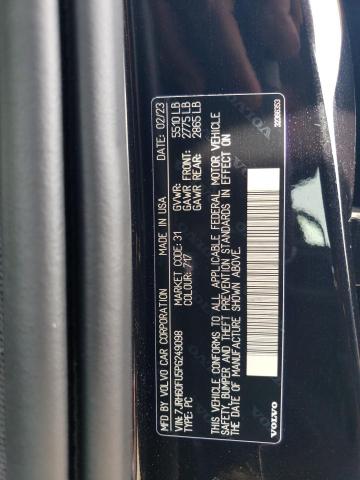 MFD BY VOLVO CAR CORPORATION MADE IN USA DATE: 02/23
VIN: 7JRH60FU5PG249098 GVWR: 5510 LB
TYPE: PC MARKET CODE: 31 GAWR FRONT: 2775 LB
COLOUR: 717 GAWR REAR: 2865 LB
THIS VEHICLE CONFORMS TO ALL APPLICABLE FEDERAL MOTOR VEHICLE
SAFETY, BUMPER AND THEFT PREVENTION STANDARDS IN EFFECT ON
THE DATE OF MANUFACTURE SHOWN ABOVE.
VOLVO